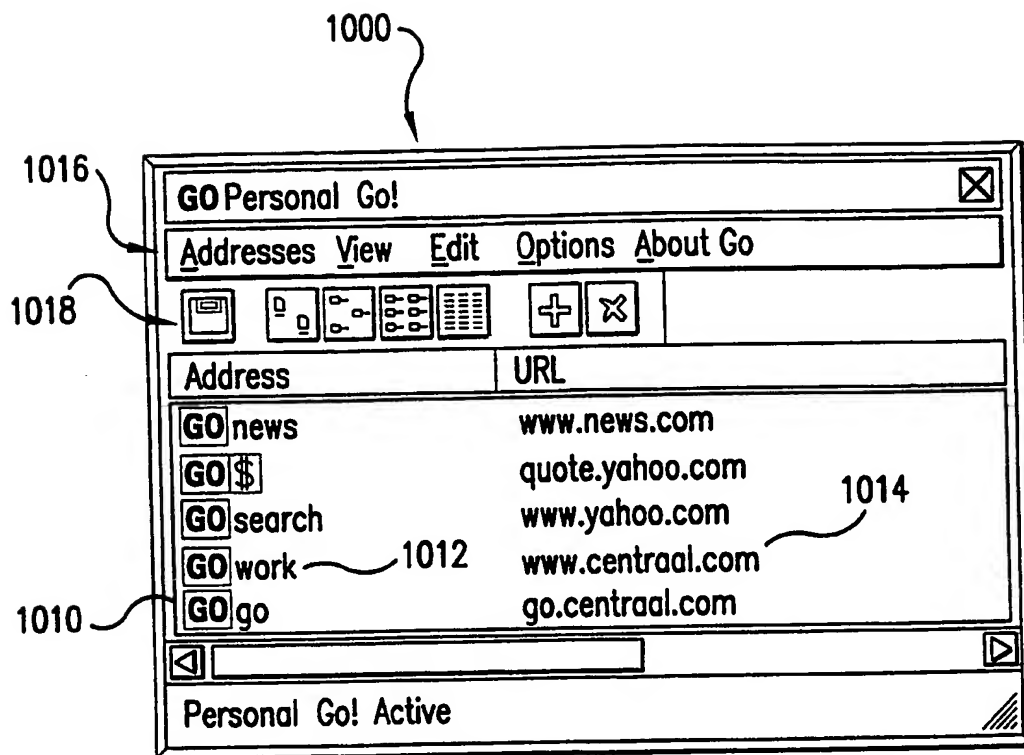 1000
1016
GO Personal Go!
Addresses View Edit Options About Go
1018
Address URL
GO news www.news.com
GO $ quote.yahoo.com
1014
GO search www.yahoo.com
GO work 1012 www.centraal.com
1010
GO go go.centraal.com
Personal Go! Active